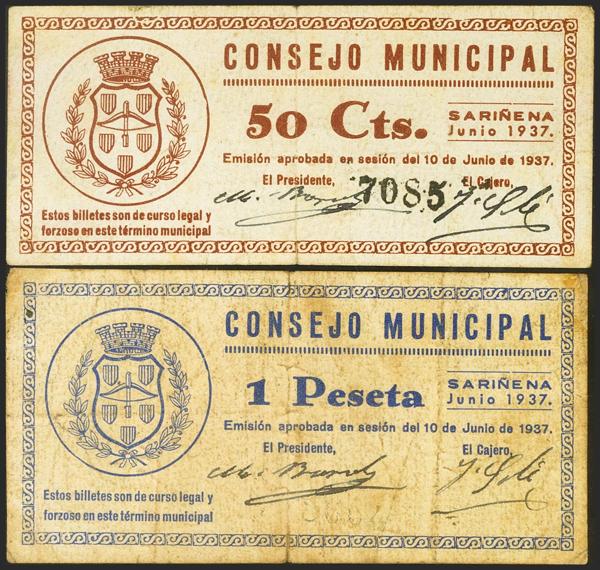 CONSEJO MUNICIPAL
50 Cts.
SARIÑENA
Junio 1937.
Emisión aprobada en sesión del 10 de Junio de 1937.
El Presidente,
7085
El Cajero,
Estos billetes son de curso legal y
forzoso en este término municipal
CONSEJO MUNICIPAL
1 Peseta
SARIÑENA
Junio 1937.
Emisión aprobada en sesión del 10 de Junio de 1937.
El Presidente,
El Cajero,
Estos billetes son de curso legal y
forzoso en este término municipal